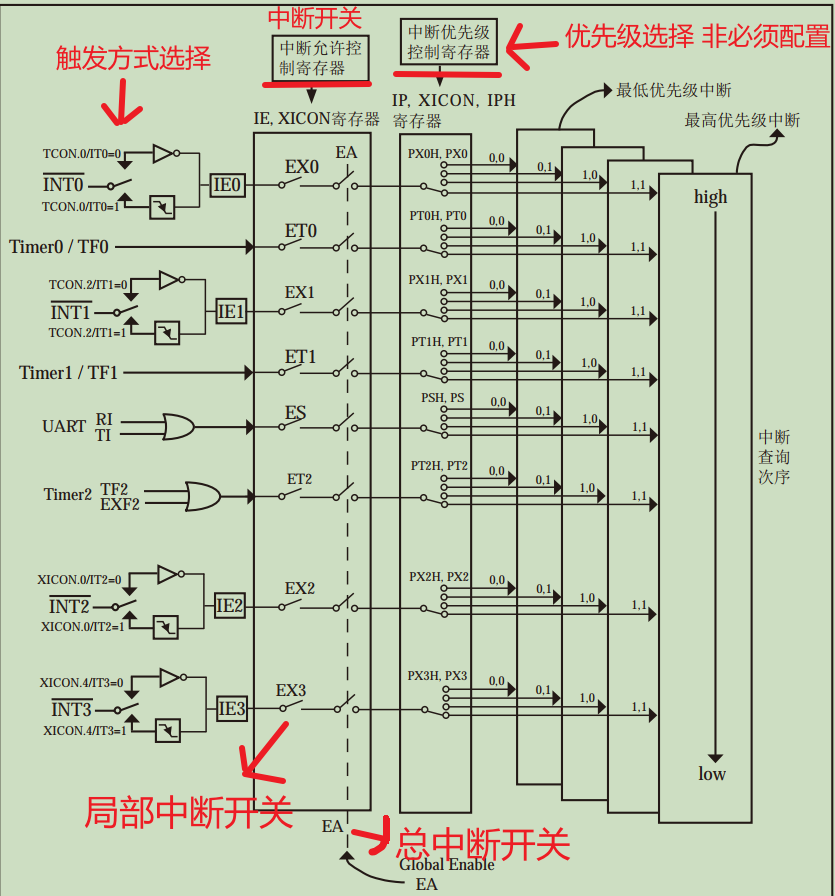 中断开关
触发方式选择
中断允许控
制寄存器
中断优先级
控制寄存器
优先级选择 非必须配置
IE, XICON寄存器
IP, XICON, IPH
寄存器
最低优先级中断
最高优先级中断
EA
high
TCON.0/IT0=0
INT0
TCON.0/IT0=1
IE0
EX0
PX0H, PX0
0,0
0,1
1,0
1,1
Timer0 / TF0
ET0
PT0H, PT0
0,0
0,1
1,0
1,1
TCON.2/IT1=0
INT1
TCON.2/IT1=1
IE1
EX1
PX1H, PX1
0,0
0,1
1,0
1,1
Timer1 / TF1
ET1
PT1H, PT1
0,0
0,1
1,0
1,1
UART
RI
TI
ES
PSH, PS
0,0
0,1
1,0
1,1
中断
查询
次序
Timer2
TF2
EXF2
ET2
PT2H, PT2
0,0
0,1
1,0
1,1
XICON.0/IT2=0
INT2
XICON.0/IT2=1
IE2
EX2
PX2H, PX2
0,0
0,1
1,0
1,1
XICON.4/IT3=0
INT3
XICON.4/IT3=1
IE3
EX3
PX3H, PX3
0,0
0,1
1,0
1,1
low
局部中断开关
EA
总中断开关
Global Enable
EA